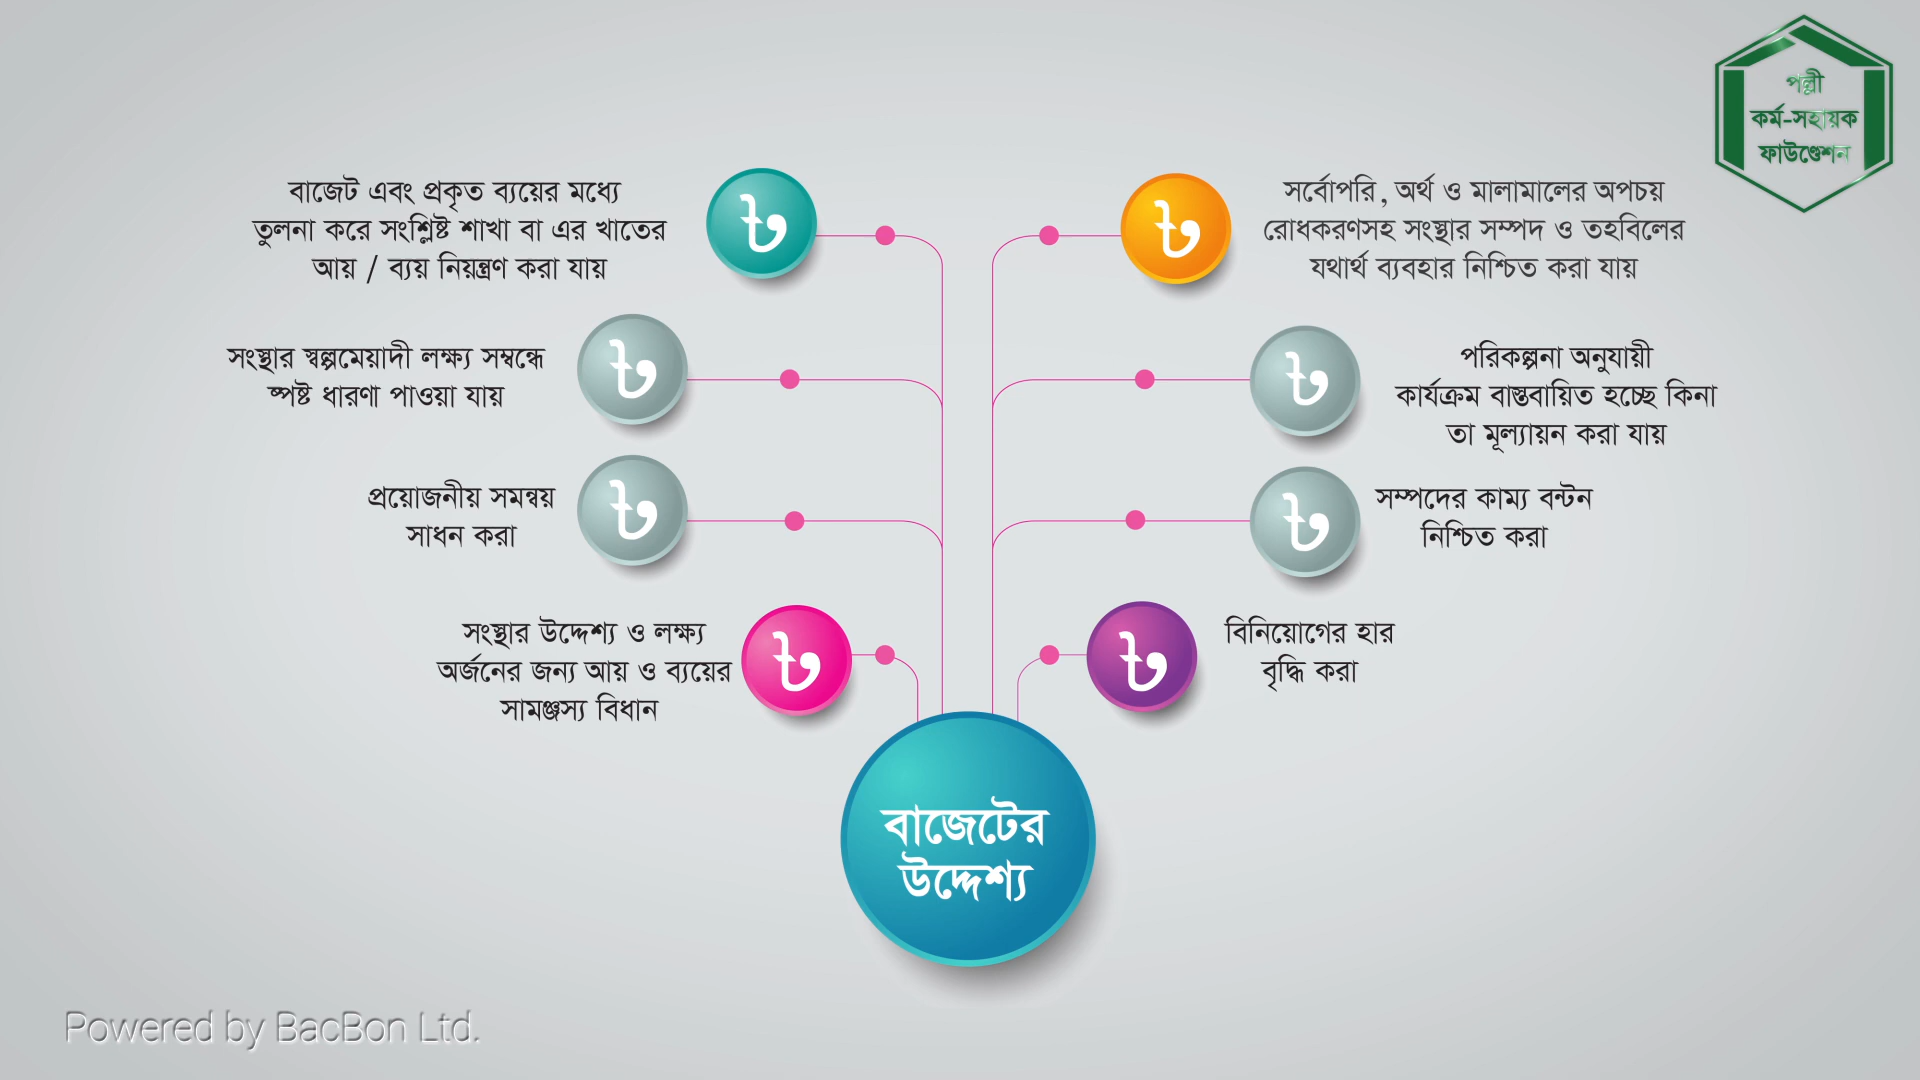 পল্লী
কর্ম-সহায়ক
ফাউণ্ডেশন
বাজেট এবং প্রকৃত ব্যয়ের মধ্যে
তুলনা করে সংশ্লিষ্ট শাখা বা এর খাতের
আয় / ব্যয় নিয়ন্ত্রণ করা যায়
সংস্থার স্বল্পমেয়াদী লক্ষ্য সম্বন্ধে
ষ্পষ্ট ধারণা পাওয়া যায়
প্রয়োজনীয় সমন্বয়
সাধন করা
সংস্থার উদ্দেশ্য ও লক্ষ্য
অর্জনের জন্য আয় ও ব্যয়ের
সামঞ্জস্য বিধান
সর্বোপরি, অর্থ ও মালামালের অপচয়
রোধকরণসহ সংস্থার সম্পদ ও তহবিলের
যথার্থ ব্যবহার নিশ্চিত করা যায়
পরিকল্পনা অনুযায়ী
কার্যক্রম বাস্তবায়িত হচ্ছে কিনা
তা মূল্যায়ন করা যায়
সম্পদের কাম্য বন্টন
নিশ্চিত করা
বিনিয়োগের হার
বৃদ্ধি করা
৳
৳
৳
৳
৳
৳
৳
৳
বাজেটের
উদ্দেশ্য
Powered by BacBon Ltd.